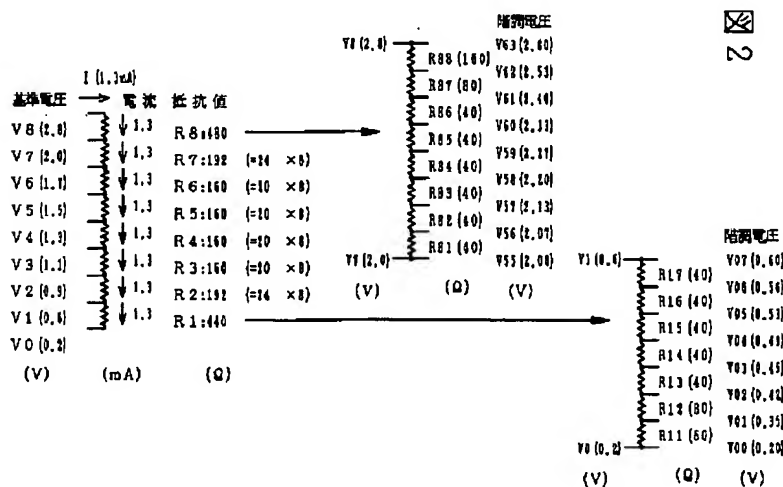 図2
I (1.3mA)
基準電圧 電流 抵抗値
V8(2.8) 1.3 R8:480
V7(2.0) 1.3 R7:192 (=24 ×8)
V6(1.7) 1.3 R6:160 (=20 ×8)
V5(1.5) 1.3 R5:160 (=20 ×8)
V4(1.3) 1.3 R4:160 (=20 ×8)
V3(1.1) 1.3 R3:160 (=20 ×8)
V2(0.9) 1.3 R2:192 (=24 ×8)
V1(0.6) 1.3 R1:440
V0(0.2)
(V) (mA) (Ω)
階調電圧
V8(2.8) V63(2.80)
R88(160)
V62(2.53)
R87(80)
V61(2.40)
R86(40)
V60(2.33)
R85(40)
V59(2.27)
R84(40)
V58(2.20)
R83(40)
V57(2.13)
R82(40)
V56(2.07)
R81(40)
V7(2.0) V55(2.00)
(V) (Ω) (V)
階調電圧
V1(0.6) V07(0.60)
R17(40)
V06(0.56)
R16(40)
V05(0.53)
R15(40)
V04(0.49)
R14(40)
V03(0.45)
R13(40)
V02(0.42)
R12(80)
V01(0.35)
R11
V0(0.2) V00(0.20)
(V) (Ω) (V)